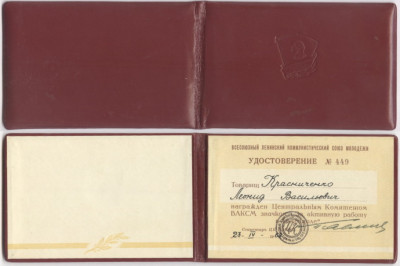 ВСЕСОЮЗНЫЙ ЛЕНИНСКИЙ КОММУНИСТИЧЕСКИЙ СОЮЗ МОЛОДЕЖИ
УДОСТОВЕРЕНИЕ № 449
Товарищ Красниченко
Леонид Васильевич
награжден Центральным Комитетом
ВЛКСМ значком за активную работу
23 IV